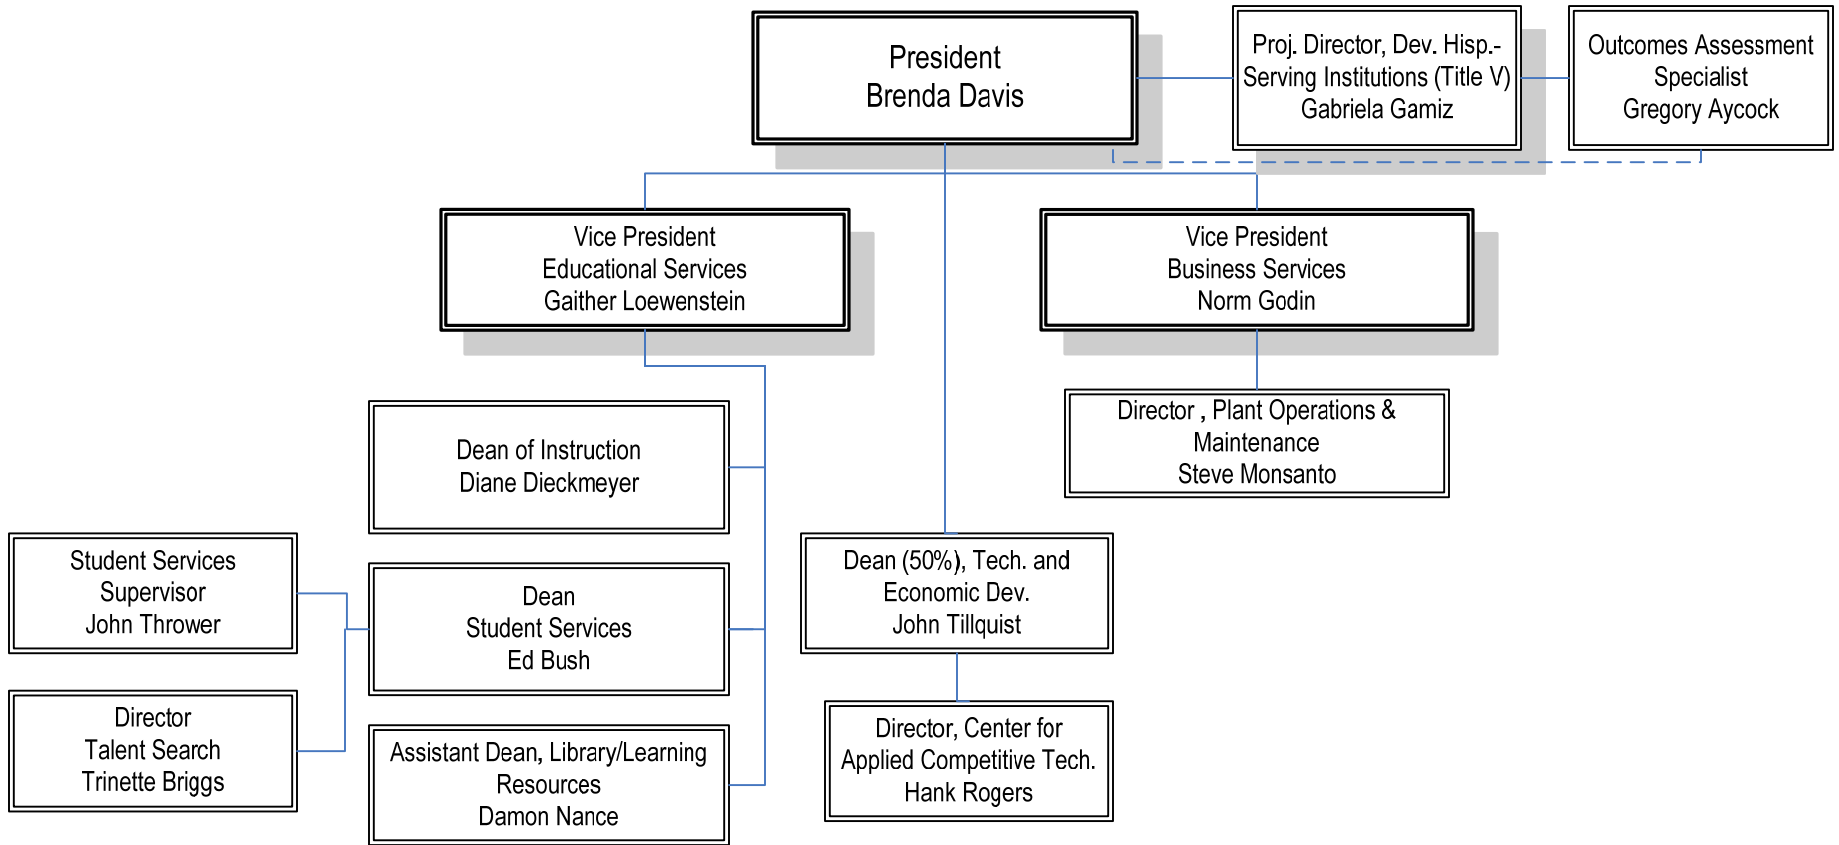 President
Brenda Davis
Proj. Director, Dev. Hisp.-
Serving Institutions (Title V)
Gabriela Gamiz
Outcomes Assessment
Specialist
Gregory Aycock
Vice President
Educational Services
Gaither Loewenstein
Vice President
Business Services
Norm Godin
Director , Plant Operations &
Maintenance
Steve Monsanto
Dean of Instruction
Diane Dieckmeyer
Student Services
Supervisor
John Thrower
Dean
Student Services
Ed Bush
Dean (50%), Tech. and
Economic Dev.
John Tillquist
Director
Talent Search
Trinette Briggs
Assistant Dean, Library/Learning
Resources
Damon Nance
Director, Center for
Applied Competitive Tech.
Hank Rogers